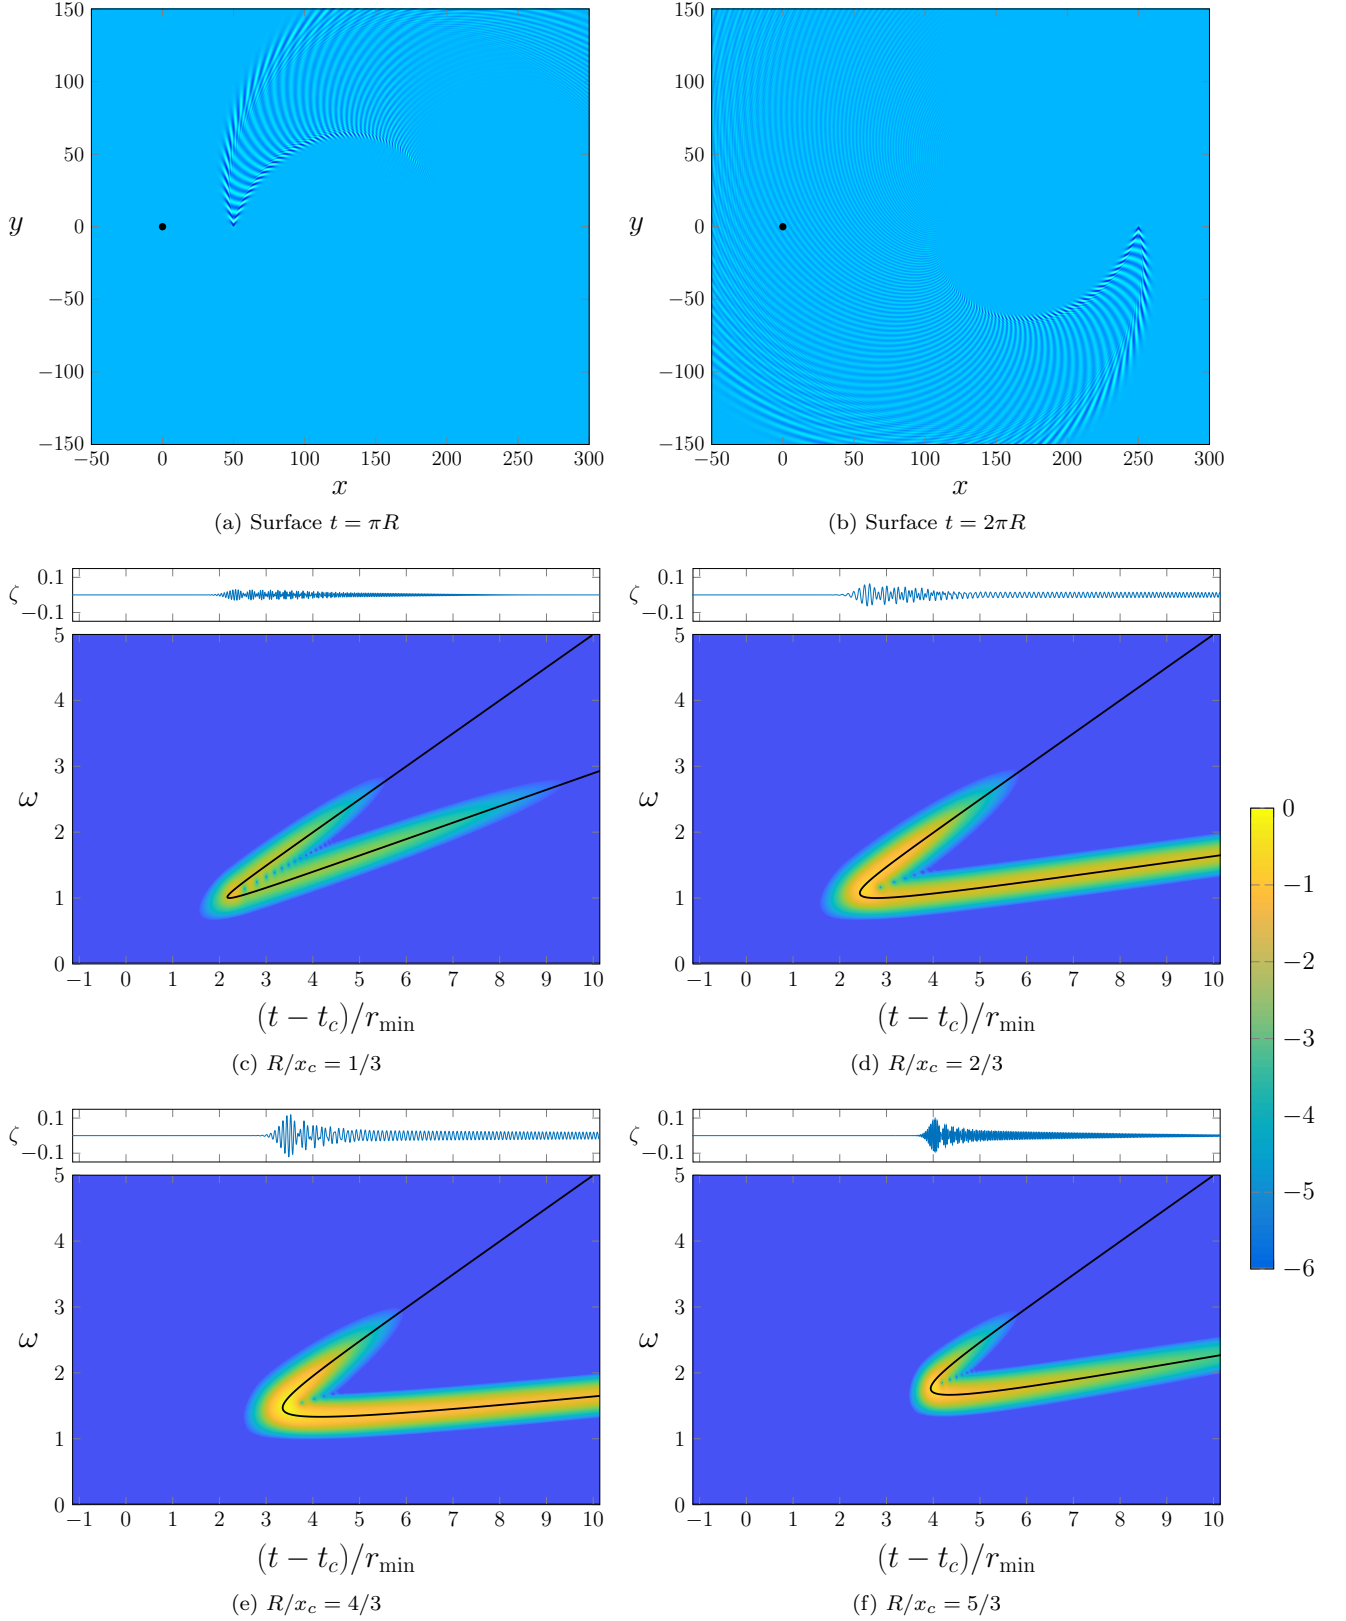 150
100
50
0
−50
−100
−150
y
−50 0 50 100 150 200 250 300
x
(a) Surface t = πR
150
100
50
0
−50
−100
−150
y
−50 0 50 100 150 200 250 300
x
(b) Surface t = 2πR
ζ
0.1
−0.1
5
4
3
2
1
0
ω
−1 0 1 2 3 4 5 6 7 8 9 10
(t − t_c)/r_min
(c) R/x_c = 1/3
ζ
0.1
−0.1
5
4
3
2
1
0
ω
−1 0 1 2 3 4 5 6 7 8 9 10
(t − t_c)/r_min
(d) R/x_c = 2/3
0
−1
−2
−3
−4
−5
−6
ζ
0.1
−0.1
5
4
3
2
1
0
ω
−1 0 1 2 3 4 5 6 7 8 9 10
(t − t_c)/r_min
(e) R/x_c = 4/3
ζ
0.1
−0.1
5
4
3
2
1
0
ω
−1 0 1 2 3 4 5 6 7 8 9 10
(t − t_c)/r_min
(f) R/x_c = 5/3